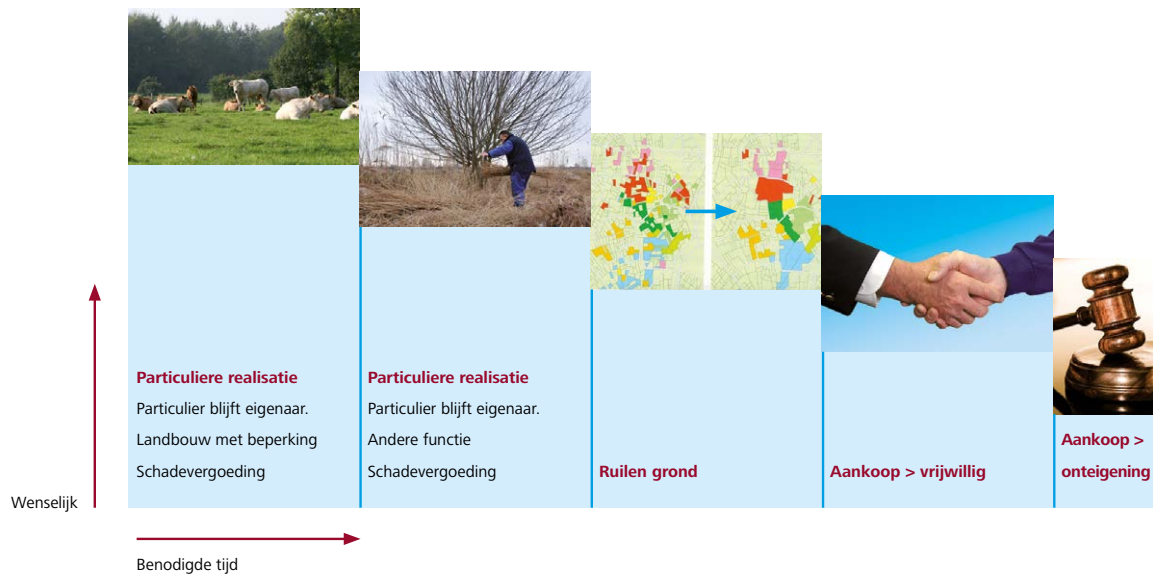 Particuliere realisatie
Particulier blijft eigenaar.
Landbouw met beperking
Schadevergoeding
Particuliere realisatie
Particulier blijft eigenaar.
Andere functie
Schadevergoeding
Ruilen grond
Aankoop > vrijwillig
Aankoop >
onteigening
Wenselijk
Benodigde tijd